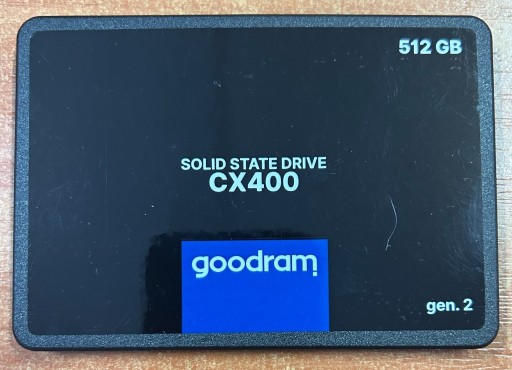 512 GB
SOLID STATE DRIVE
CX400
goodram
gen. 2